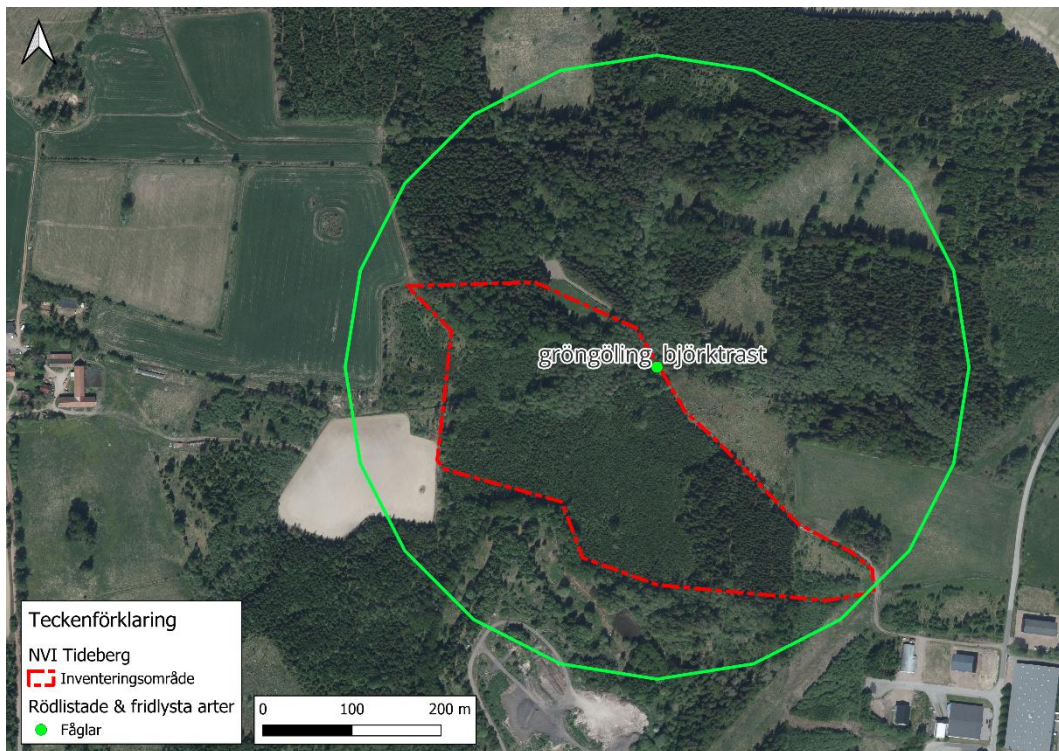 gröngöling, björktrast
Teckenförklaring
NVI Tideberg
Inventeringsområde
Rödlistade & fridlysta arter
Fåglar
0 100 200 m